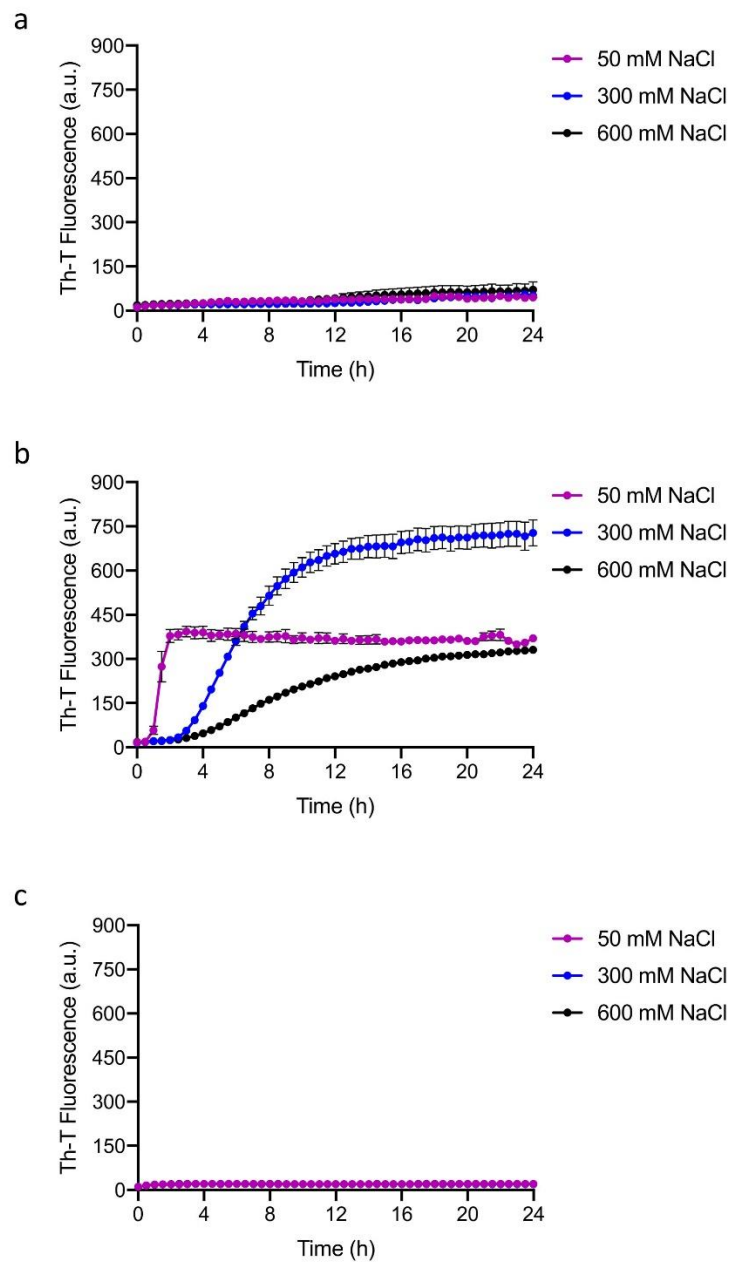 a
900
750
600
450
300
150
0
Th-T Fluorescence (a.u.)
0 4 8 12 16 20 24
Time (h)
50 mM NaCl
300 mM NaCl
600 mM NaCl
b
900
750
600
450
300
150
0
Th-T Fluorescence (a.u.)
0 4 8 12 16 20 24
Time (h)
50 mM NaCl
300 mM NaCl
600 mM NaCl
c
900
750
600
450
300
150
0
Th-T Fluorescence (a.u.)
0 4 8 12 16 20 24
Time (h)
50 mM NaCl
300 mM NaCl
600 mM NaCl